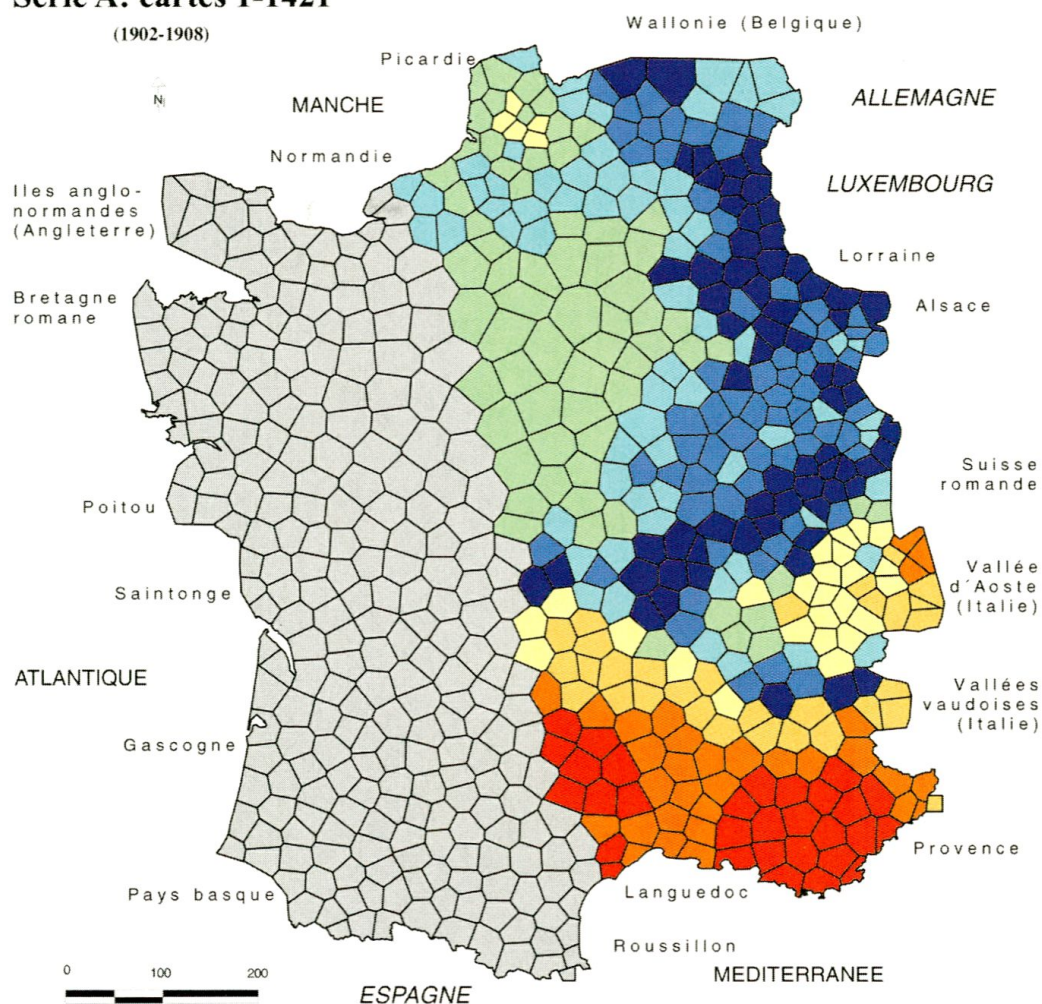 Série A: cartes 1-1421
(1902-1908)
Wallonie (Belgique)
Picardie
N
MANCHE
ALLEMAGNE
Normandie
Iles anglo-
normandes
(Angleterre)
LUXEMBOURG
Lorraine
Bretagne
romane
Alsace
Suisse
romande
Poitou
Saintonge
Vallée
d´Aoste
(Italie)
ATLANTIQUE
Vallées
vaudoises
(Italie)
Gascogne
Provence
Pays basque
Languedoc
Roussillon
MEDITERRANEE
ESPAGNE
0 100 200